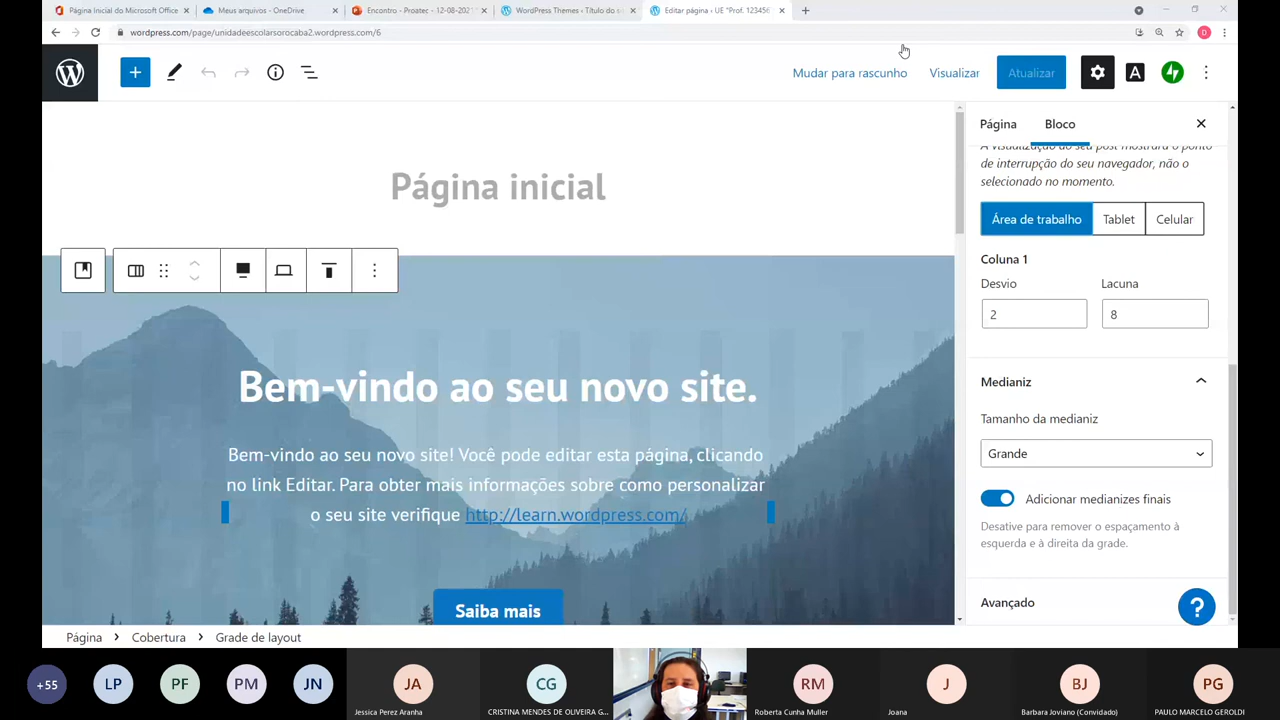 Página Inicial do Microsoft Office
Meus arquivos - OneDrive
Encontro - Proatec - 12-08-2021
WordPress Themes ‹ Título do s
Editar página ‹ UE "Prof. 123456
wordpress.com/page/unidadeescolarsorocaba2.wordpress.com/6
D
Mudar para rascunho
Visualizar
Atualizar
A
Página
Bloco
A visualização do seu post mostrará o ponto
de interrupção do seu navegador, não o
selecionado no momento.
Área de trabalho
Tablet
Celular
Coluna 1
Desvio
Lacuna
2
8
Medianiz
Tamanho da medianiz
Grande
Adicionar medianizes finais
Desative para remover o espaçamento à
esquerda e à direita da grade.
Avançado
?
Página inicial
Bem-vindo ao seu novo site.
Bem-vindo ao seu novo site! Você pode editar esta página, clicando
no link Editar. Para obter mais informações sobre como personalizar
o seu site verifique http://learn.wordpress.com/
Saiba mais
Página > Cobertura > Grade de layout
+55
LP
PF
PM
JN
JA
Jessica Perez Aranha
CG
CRISTINA MENDES DE OLIVEIRA G...
RM
Roberta Cunha Muller
J
Joana
BJ
Barbara Joviano (Convidado)
PG
PAULO MARCELO GEROLDI